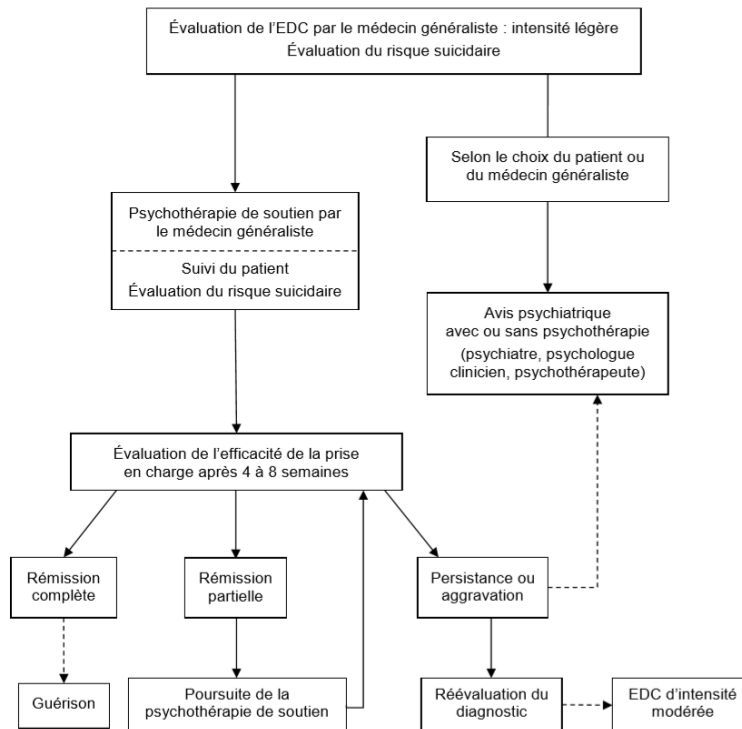 Évaluation de l'EDC par le médecin généraliste : intensité légère
Évaluation du risque suicidaire
Selon le choix du patient ou
du médecin généraliste
Psychothérapie de soutien par
le médecin généraliste
Suivi du patient
Évaluation du risque suicidaire
Avis psychiatrique
avec ou sans psychothérapie
(psychiatre, psychologue
clinicien, psychothérapeute)
Évaluation de l'efficacité de la prise
en charge après 4 à 8 semaines
Rémission
complète
Rémission
partielle
Persistance ou
aggravation
Guérison
Poursuite de la
psychothérapie de soutien
Réévaluation du
diagnostic
EDC d'intensité
modérée